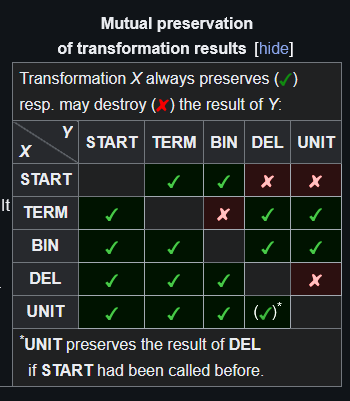 Mutual preservation
of transformation results [hide]
Transformation X always preserves (✓)
resp. may destroy (✘) the result of Y:
Y
X
START TERM BIN DEL UNIT
START ✓ ✓ ✘ ✘
It
TERM ✓ ✘ ✓ ✓
BIN ✓ ✓ ✓ ✓
DEL ✓ ✓ ✓ ✘
UNIT ✓ ✓ ✓ (✓)*
*UNIT preserves the result of DEL
if START had been called before.